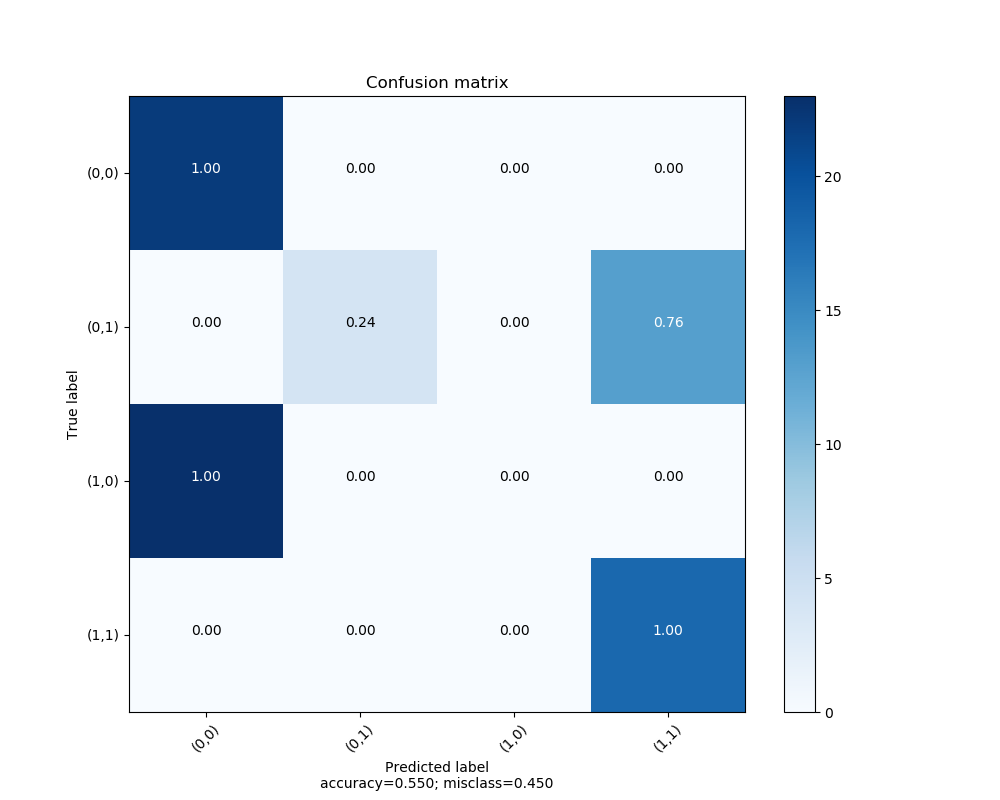 Confusion matrix
(0,0) 1.00 0.00 0.00 0.00
(0,1) 0.00 0.24 0.00 0.76
(1,0) 1.00 0.00 0.00 0.00
(1,1) 0.00 0.00 0.00 1.00
True label
(0,0) (0,1) (1,0) (1,1)
Predicted label
accuracy=0.550; misclass=0.450
20
15
10
5
0